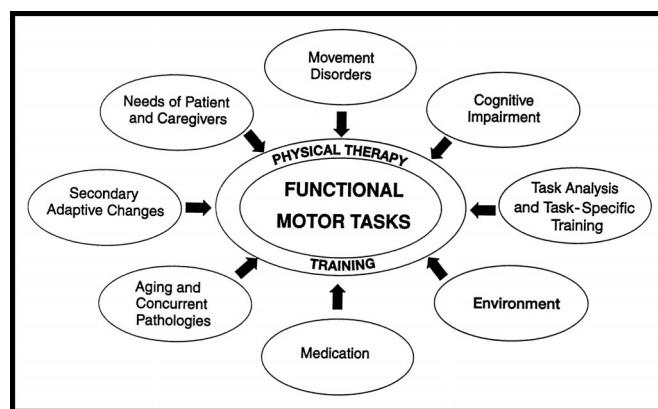 Movement
Disorders
Needs of Patient
and Caregivers
Cognitive
Impairment
PHYSICAL THERAPY
FUNCTIONAL
MOTOR TASKS
TRAINING
Secondary
Adaptive Changes
Task Analysis
and Task-Specific
Training
Aging and
Concurrent
Pathologies
Environment
Medication